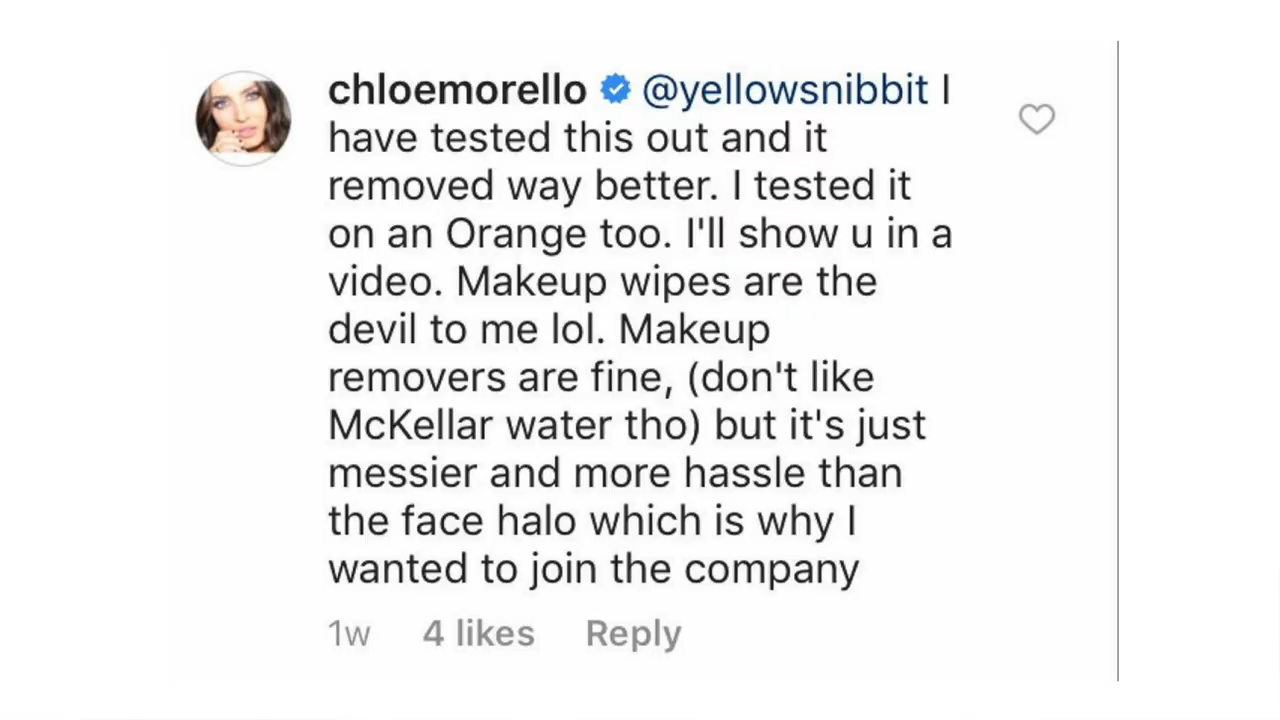 chloemorello @yellowsnibbit I
have tested this out and it
removed way better. I tested it
on an Orange too. I'll show u in a
video. Makeup wipes are the
devil to me lol. Makeup
removers are fine, (don't like
McKellar water tho) but it's just
messier and more hassle than
the face halo which is why I
wanted to join the company
1w 4 likes Reply